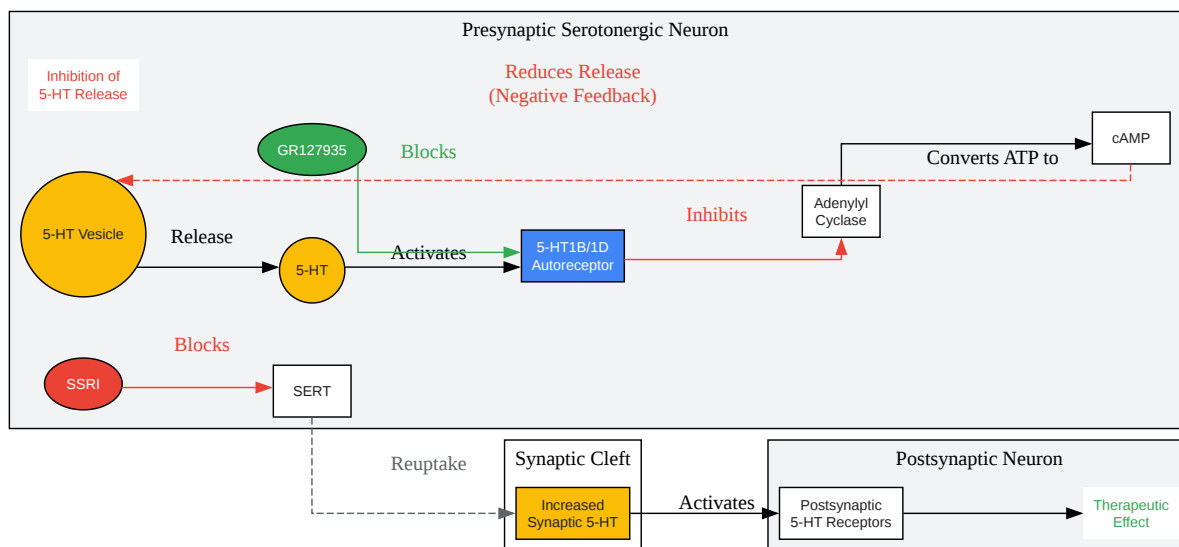 Presynaptic Serotonergic Neuron
Inhibition of
5-HT Release
Reduces Release
(Negative Feedback)
GR127935
Blocks
cAMP
Converts ATP to
5-HT Vesicle
Release
5-HT
Activates
5-HT1B/1D
Autoreceptor
Inhibits
Adenylyl
Cyclase
SSRI
Blocks
SERT
Reuptake
Synaptic Cleft
Increased
Synaptic 5-HT
Activates
Postsynaptic Neuron
Postsynaptic
5-HT Receptors
Therapeutic
Effect